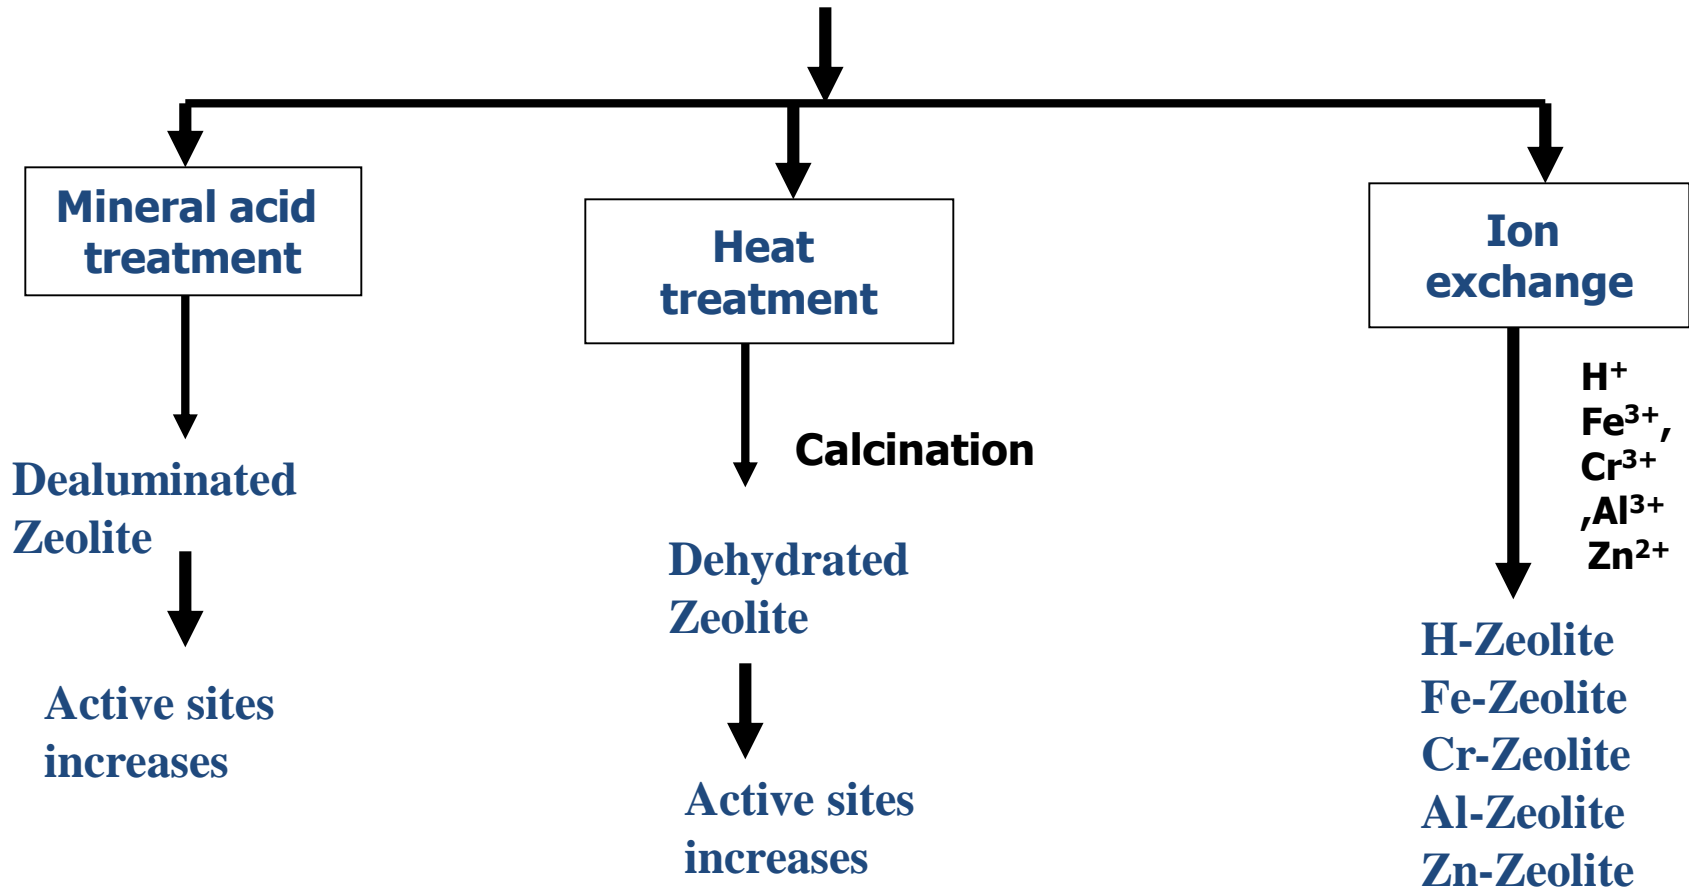 Mineral acid
treatment
Heat
treatment
Ion
exchange
H⁺
Fe³⁺,
Cr³⁺
,Al³⁺
Zn²⁺
Calcination
Dealuminated
Zeolite
Active sites
increases
Dehydrated
Zeolite
Active sites
increases
H-Zeolite
Fe-Zeolite
Cr-Zeolite
Al-Zeolite
Zn-Zeolite